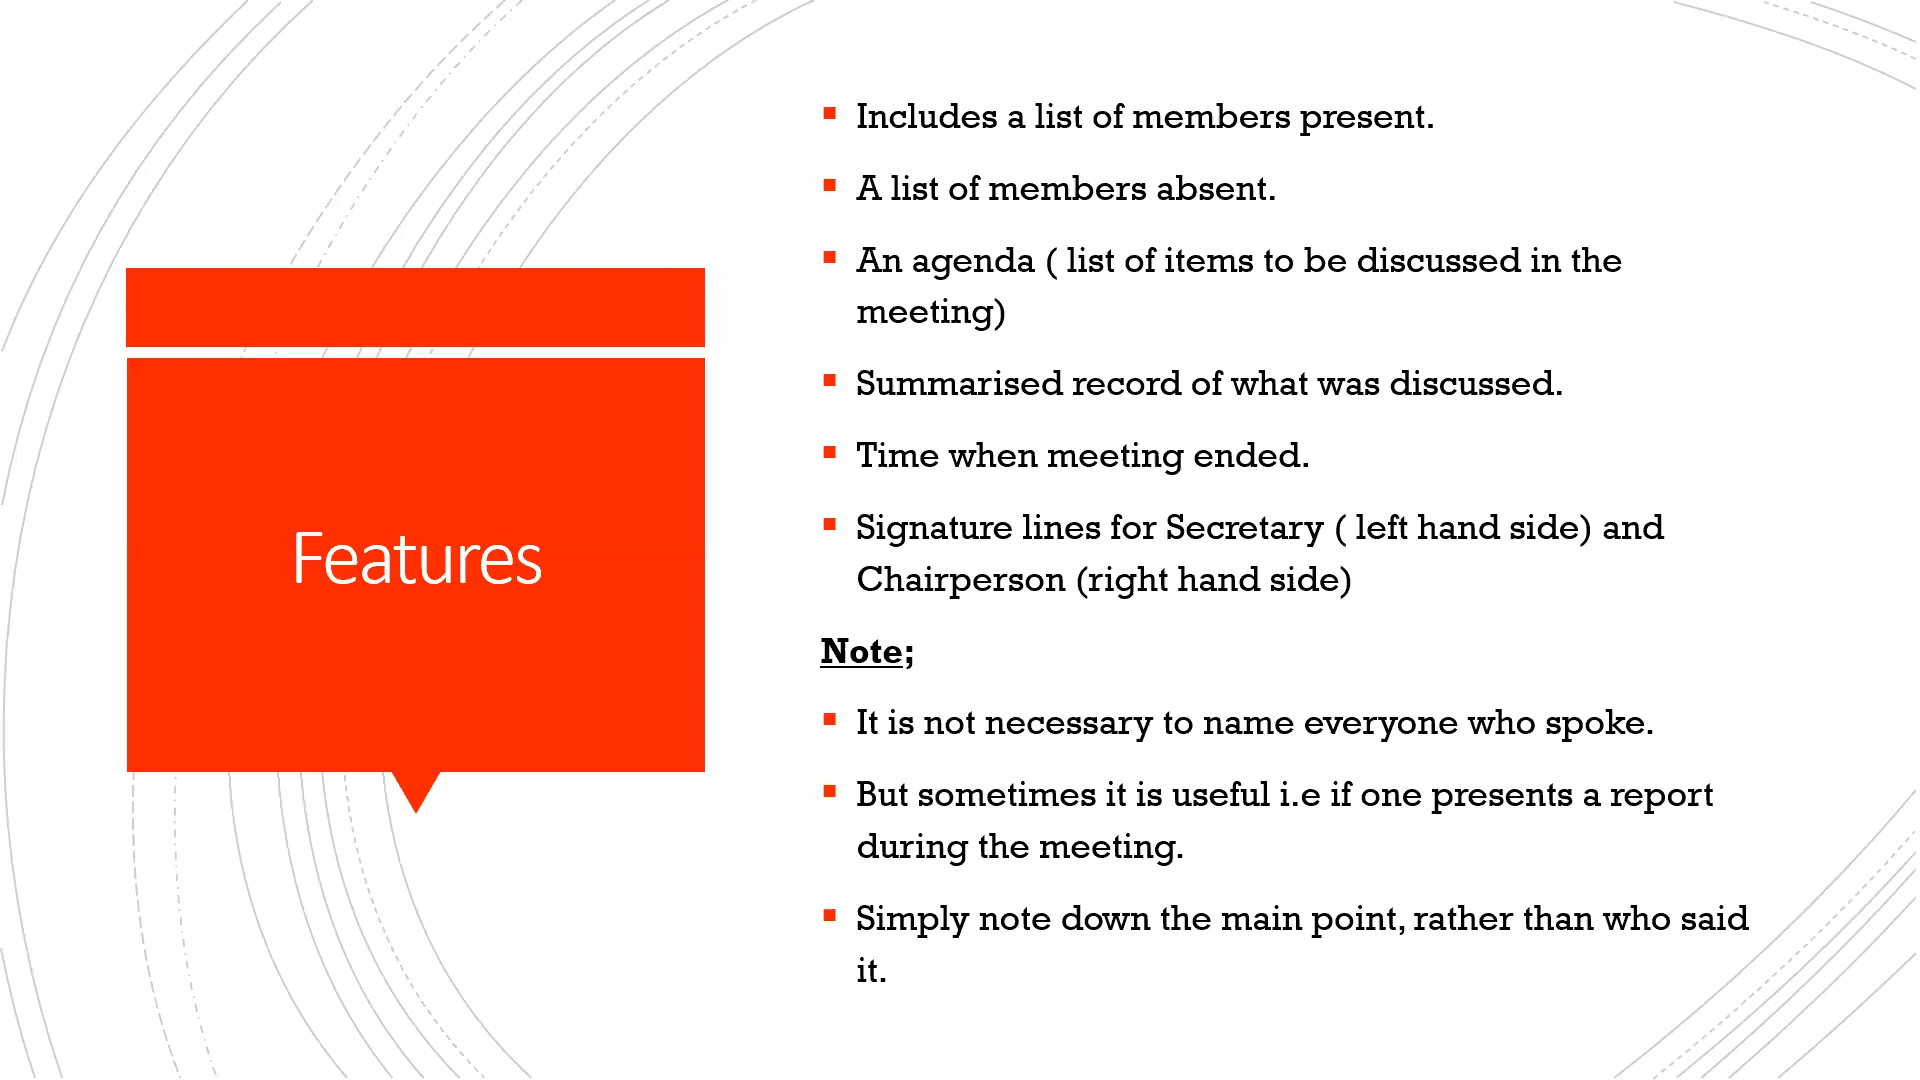 Features
Includes a list of members present.
A list of members absent.
An agenda ( list of items to be discussed in the
meeting)
Summarised record of what was discussed.
Time when meeting ended.
Signature lines for Secretary ( left hand side) and
Chairperson (right hand side)
Note;
It is not necessary to name everyone who spoke.
But sometimes it is useful i.e if one presents a report
during the meeting.
Simply note down the main point, rather than who said
it.